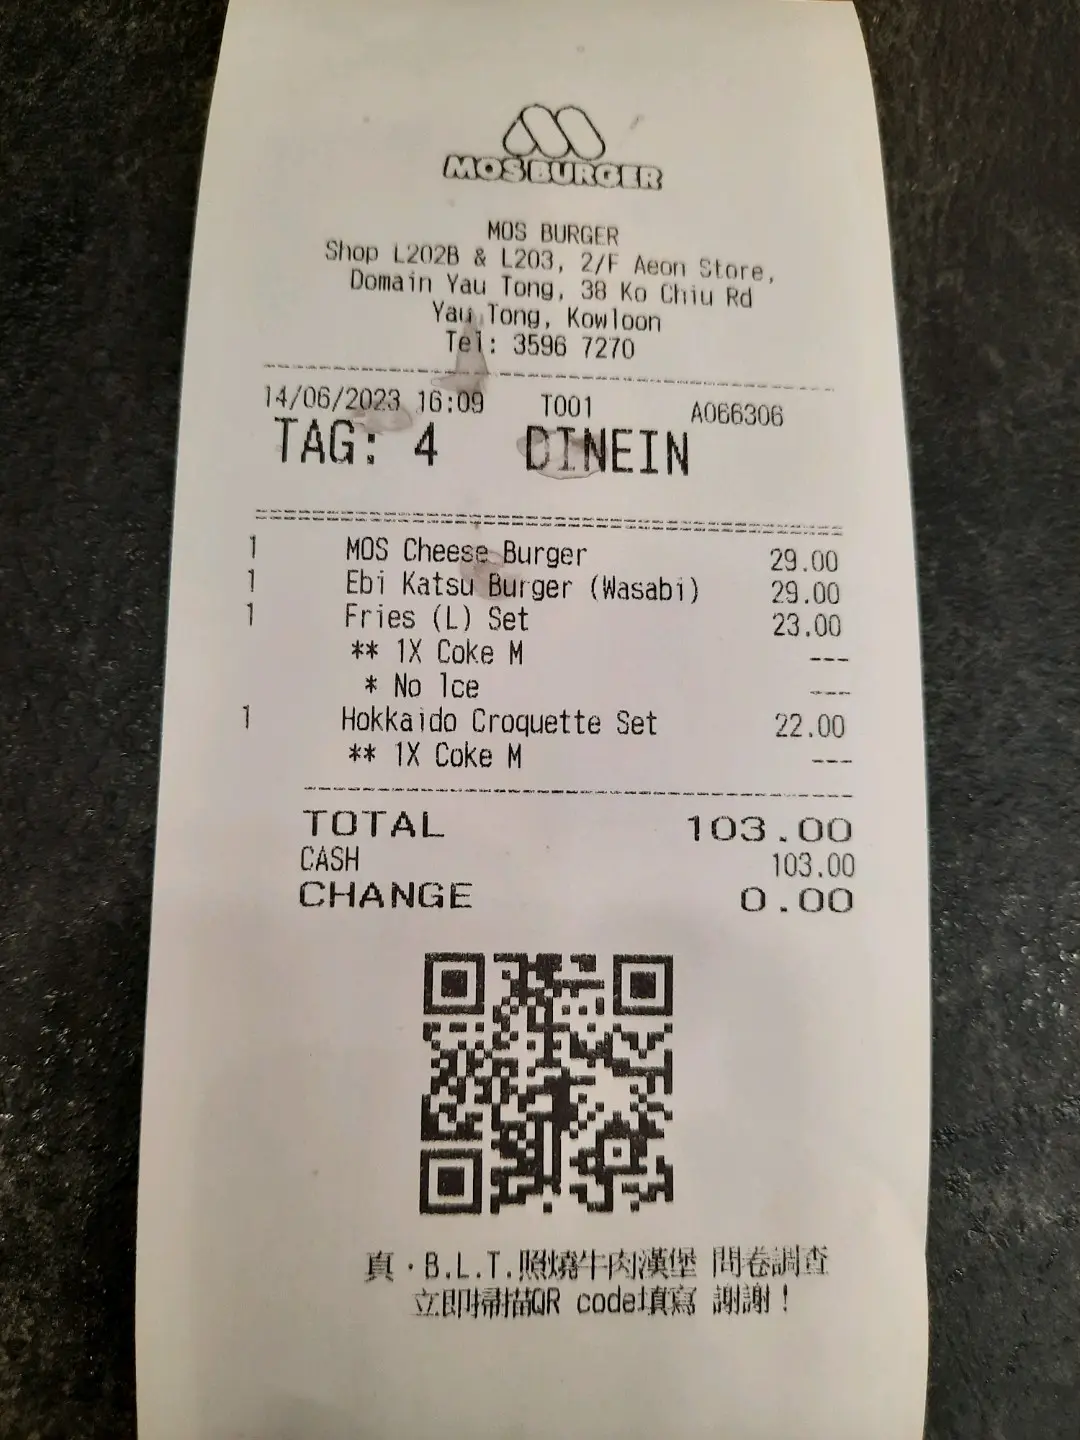 MOS BURGER
MOS BURGER
Shop L202B & L203, 2/F Aeon Store,
Domain Yau Tong, 38 Ko Chiu Rd
Yau Tong, Kowloon
Tel: 3596 7270
14/06/2023 16:09 T001 A066306
TAG: 4 DINEIN
1 MOS Cheese Burger 29.00
1 Ebi Katsu Burger (Wasabi) 29.00
1 Fries (L) Set 23.00
** 1X Coke M ---
* No Ice ---
1 Hokkaido Croquette Set 22.00
** 1X Coke M ---
TOTAL 103.00
CASH 103.00
CHANGE 0.00
真·B.L.T.照燒牛肉漢堡 問卷調查
立即掃描QR code填寫 謝謝!